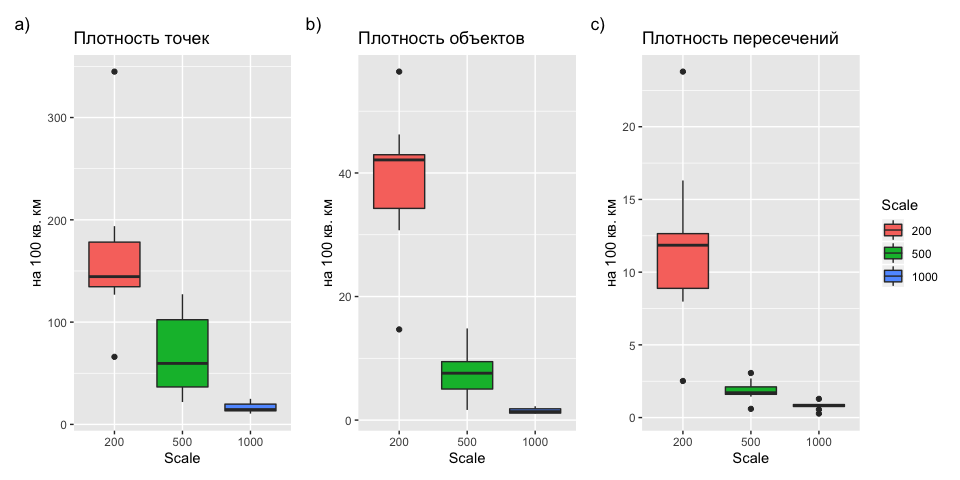 a)
Плотность точек
300
200
100
0
на 100 кв. км
200
500
1000
Scale
b)
Плотность объектов
40
20
0
на 100 кв. км
200
500
1000
Scale
c)
Плотность пересечений
20
15
10
5
0
на 100 кв. км
200
500
1000
Scale
Scale
200
500
1000